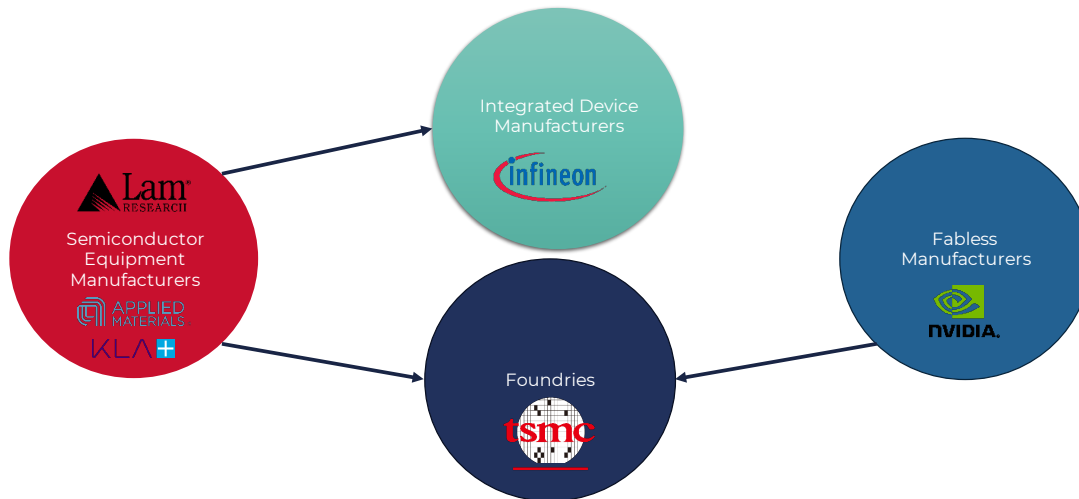 Integrated Device
Manufacturers
infineon
Lam®
RESEARCH
Semiconductor
Equipment
Manufacturers
APPLIED
MATERIALS
KLA
Fabless
Manufacturers
NVIDIA.
Foundries
tsmc